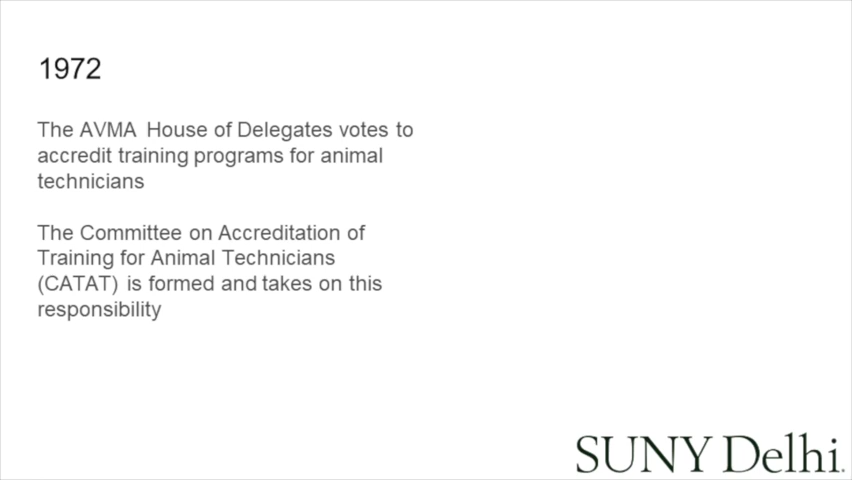 1972
The AVMA House of Delegates votes to
accredit training programs for animal
technicians
The Committee on Accreditation of
Training for Animal Technicians
(CATAT) is formed and takes on this
responsibility
SUNY Delhi.